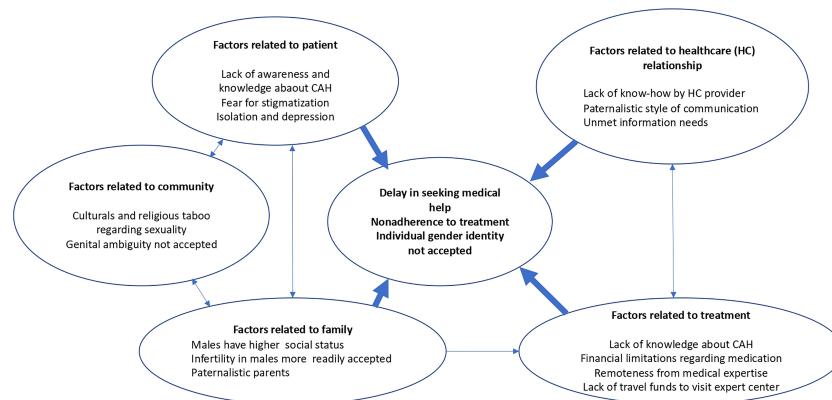 Factors related to patient
Lack of awareness and
knowledge abaout CAH
Fear for stigmatization
Isolation and depression
Factors related to healthcare (HC)
relationship
Lack of know-how by HC provider
Paternalistic style of communication
Unmet information needs
Factors related to community
Culturals and religious taboo
regarding sexuality
Genital ambiguity not accepted
Delay in seeking medical
help
Nonadherence to treatment
Individual gender identity
not accepted
Factors related to family
Males have higher social status
Infertility in males more readily accepted
Paternalistic parents
Factors related to treatment
Lack of knowledge about CAH
Financial limitations regarding medication
Remoteness from medical expertise
Lack of travel funds to visit expert center